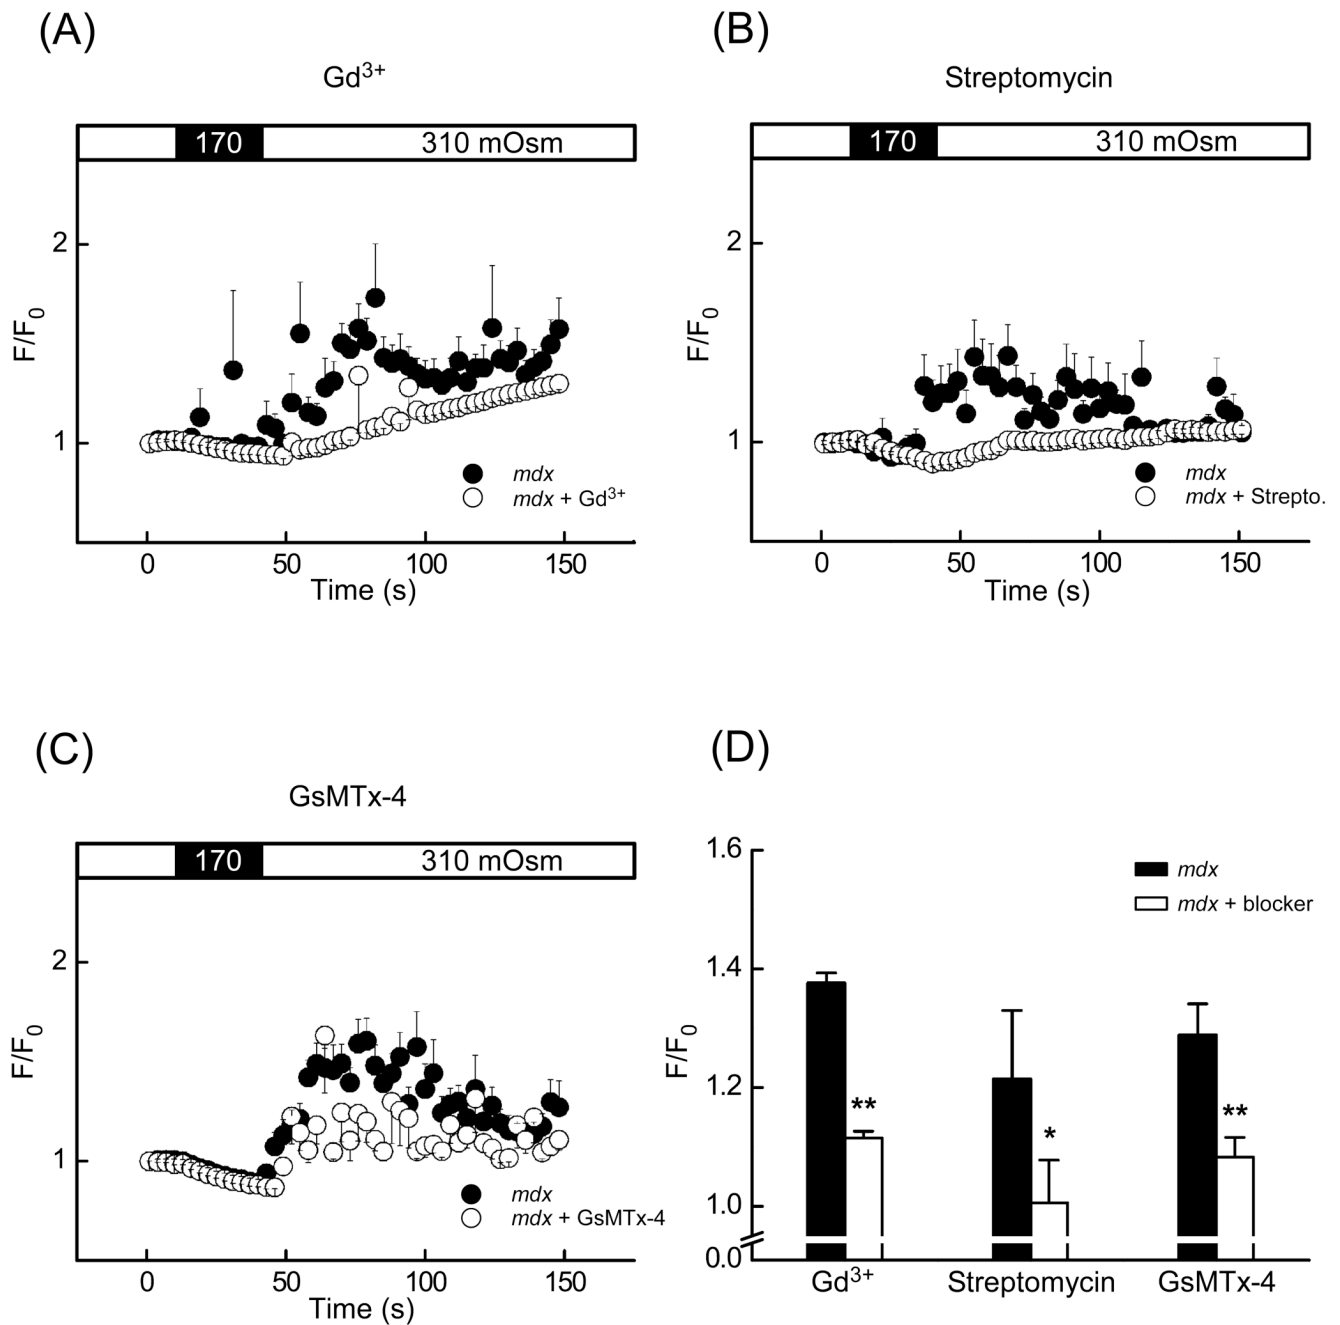 (A)
Gd3+
170 310 mOsm
2
1
F/F0
mdx
mdx + Gd3+
0 50 100 150
Time (s)
(B)
Streptomycin
170 310 mOsm
2
1
F/F0
mdx
mdx + Strepto.
0 50 100 150
Time (s)
(C)
GsMTx-4
170 310 mOsm
2
1
F/F0
mdx
mdx + GsMTx-4
0 50 100 150
Time (s)
(D)
1.6
1.4
1.2
1.0
0.0
F/F0
mdx
mdx + blocker
**
*
**
Gd3+ Streptomycin GsMTx-4